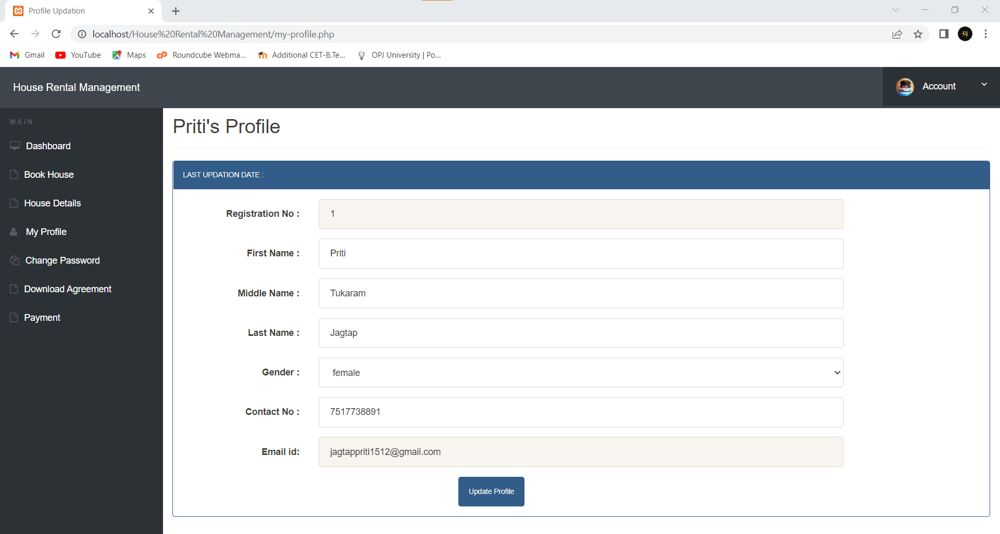 Profile Updation
localhost/House%20Rental%20Management/my-profile.php
Gmail
YouTube
Maps
Roundcube Webma...
Additional CET-B.Te...
OPJ University | Po...
House Rental Management
Account
MAIN
Dashboard
Book House
House Details
My Profile
Change Password
Download Agreement
Payment
Priti's Profile
LAST UPDATION DATE :
Registration No : 1
First Name : Priti
Middle Name : Tukaram
Last Name : Jagtap
Gender : female
Contact No : 7517738891
Email id: jagtappriti1512@gmail.com
Update Profile